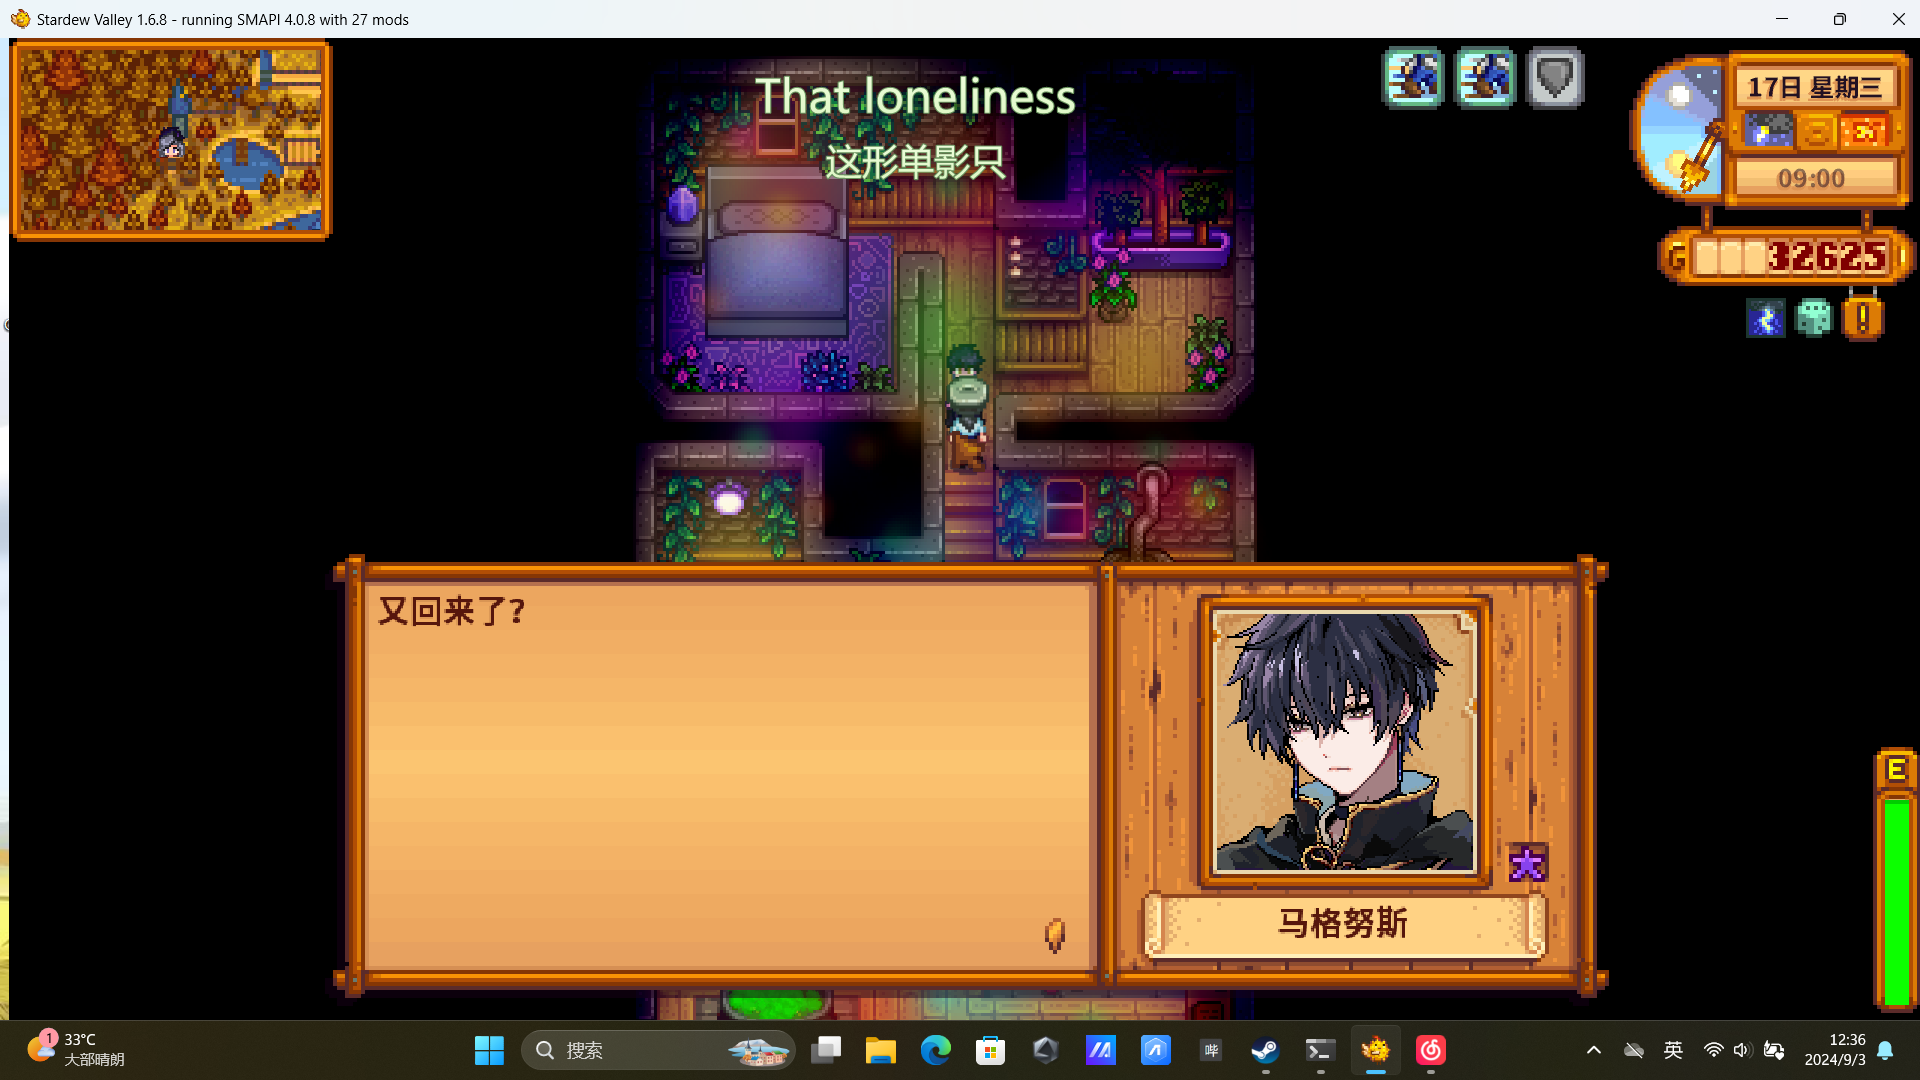 Stardew Valley 1.6.8 - running SMAPI 4.0.8 with 27 mods
That loneliness
这形单影只
17日 星期三
09:00
G 32625
又回来了?
马格努斯
E
1
33°C
大部晴朗
搜索
哔
英
12:36
2024/9/3